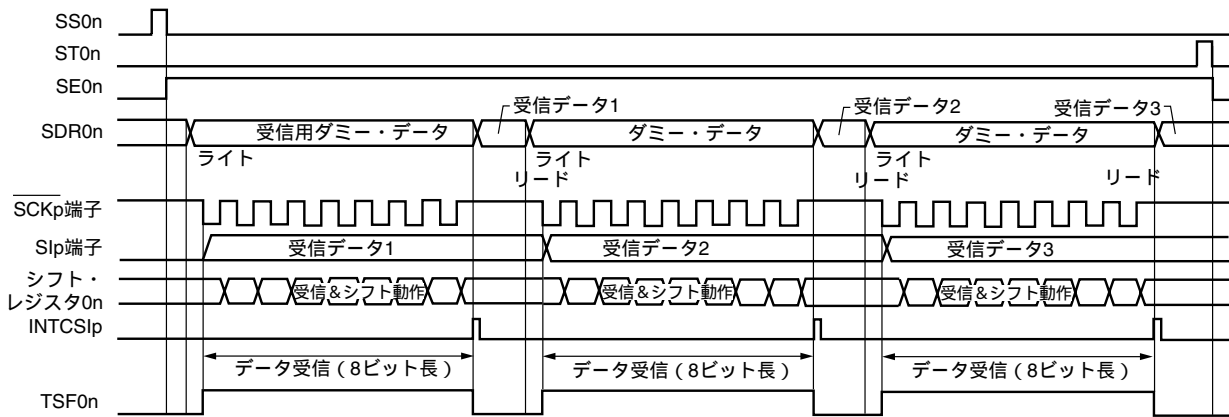 SS0n
ST0n
SE0n
受信データ1 受信データ2 受信データ3
SDR0n 受信用ダミー・データ ダミー・データ ダミー・データ
ライト ライト ライト
リード リード リード
SCKp端子
SIp端子 受信データ1 受信データ2 受信データ3
シフト・
レジスタ0n 受信&シフト動作 受信&シフト動作 受信&シフト動作
INTCSIp
データ受信(8ビット長) データ受信(8ビット長) データ受信(8ビット長)
TSF0n